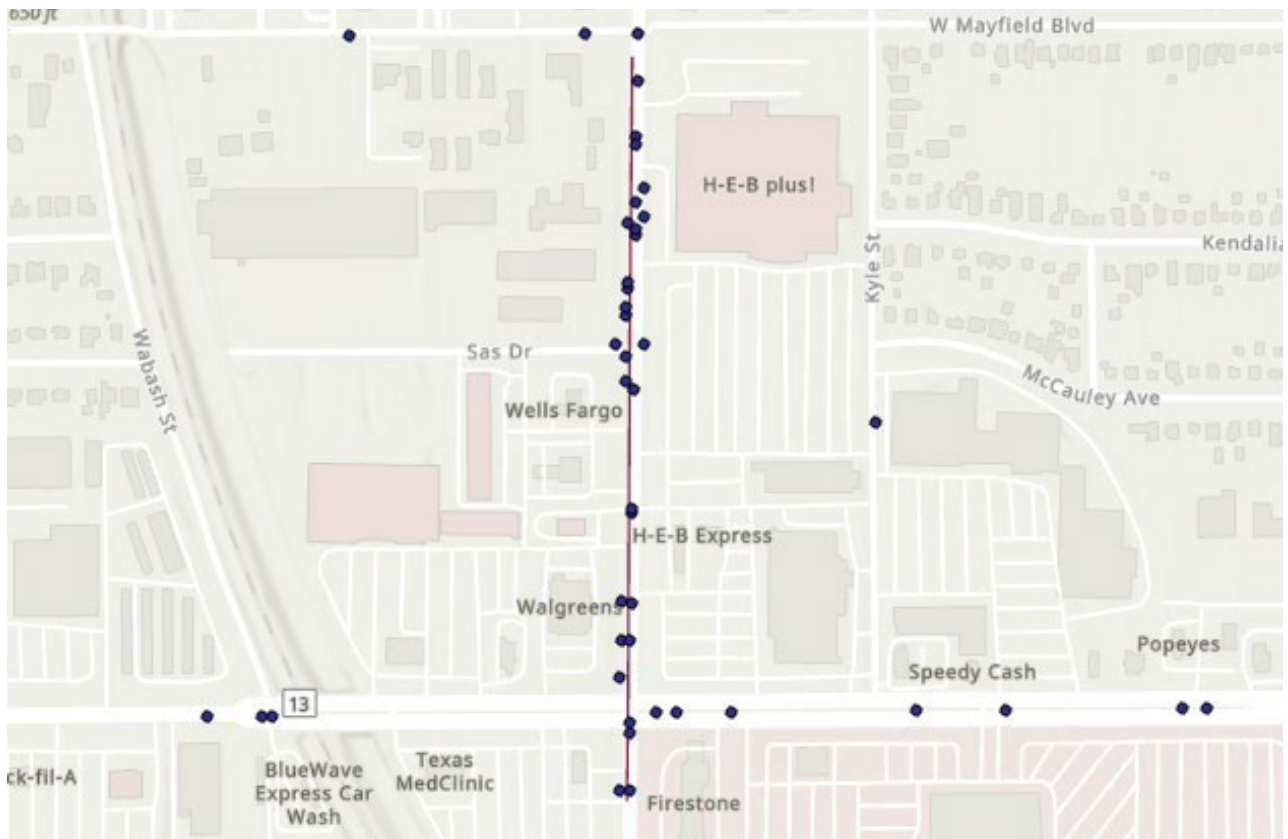 650 ft
W Mayfield Blvd
H-E-B plus!
Kyle St
Kendalia
Wabash St
Sas Dr
McCauley Ave
Wells Fargo
H-E-B Express
Walgreens
Popeyes
Speedy Cash
13
ck-fil-A
BlueWave
Express Car
Wash
Texas
MedClinic
Firestone